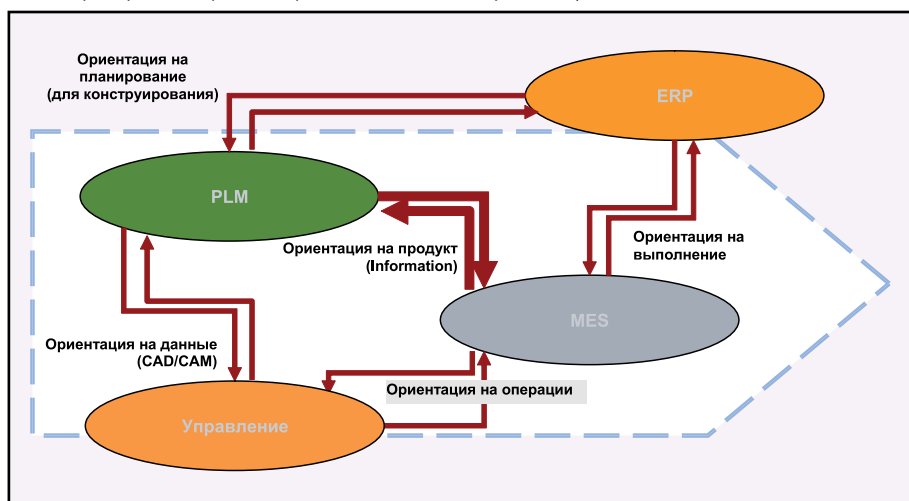 Ориентация на
планирование
(для конструирования)
ERP
PLM
Ориентация на продукт
(Information)
Ориентация на
выполнение
MES
Ориентация на данные
(CAD/CAM)
Ориентация на операции
Управление